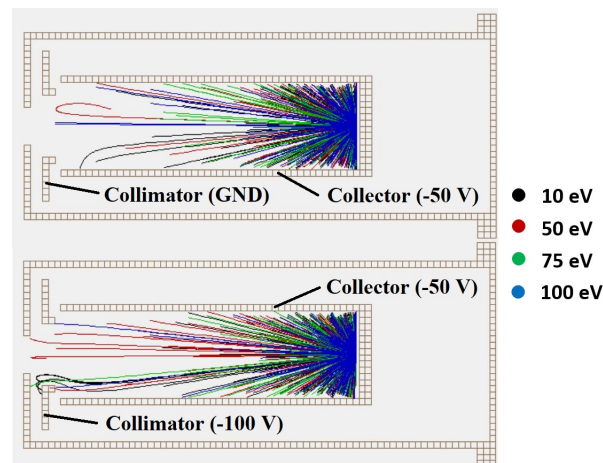 Collimator (GND)
Collector (-50 V)
10 eV
50 eV
75 eV
100 eV
Collector (-50 V)
Collimator (-100 V)